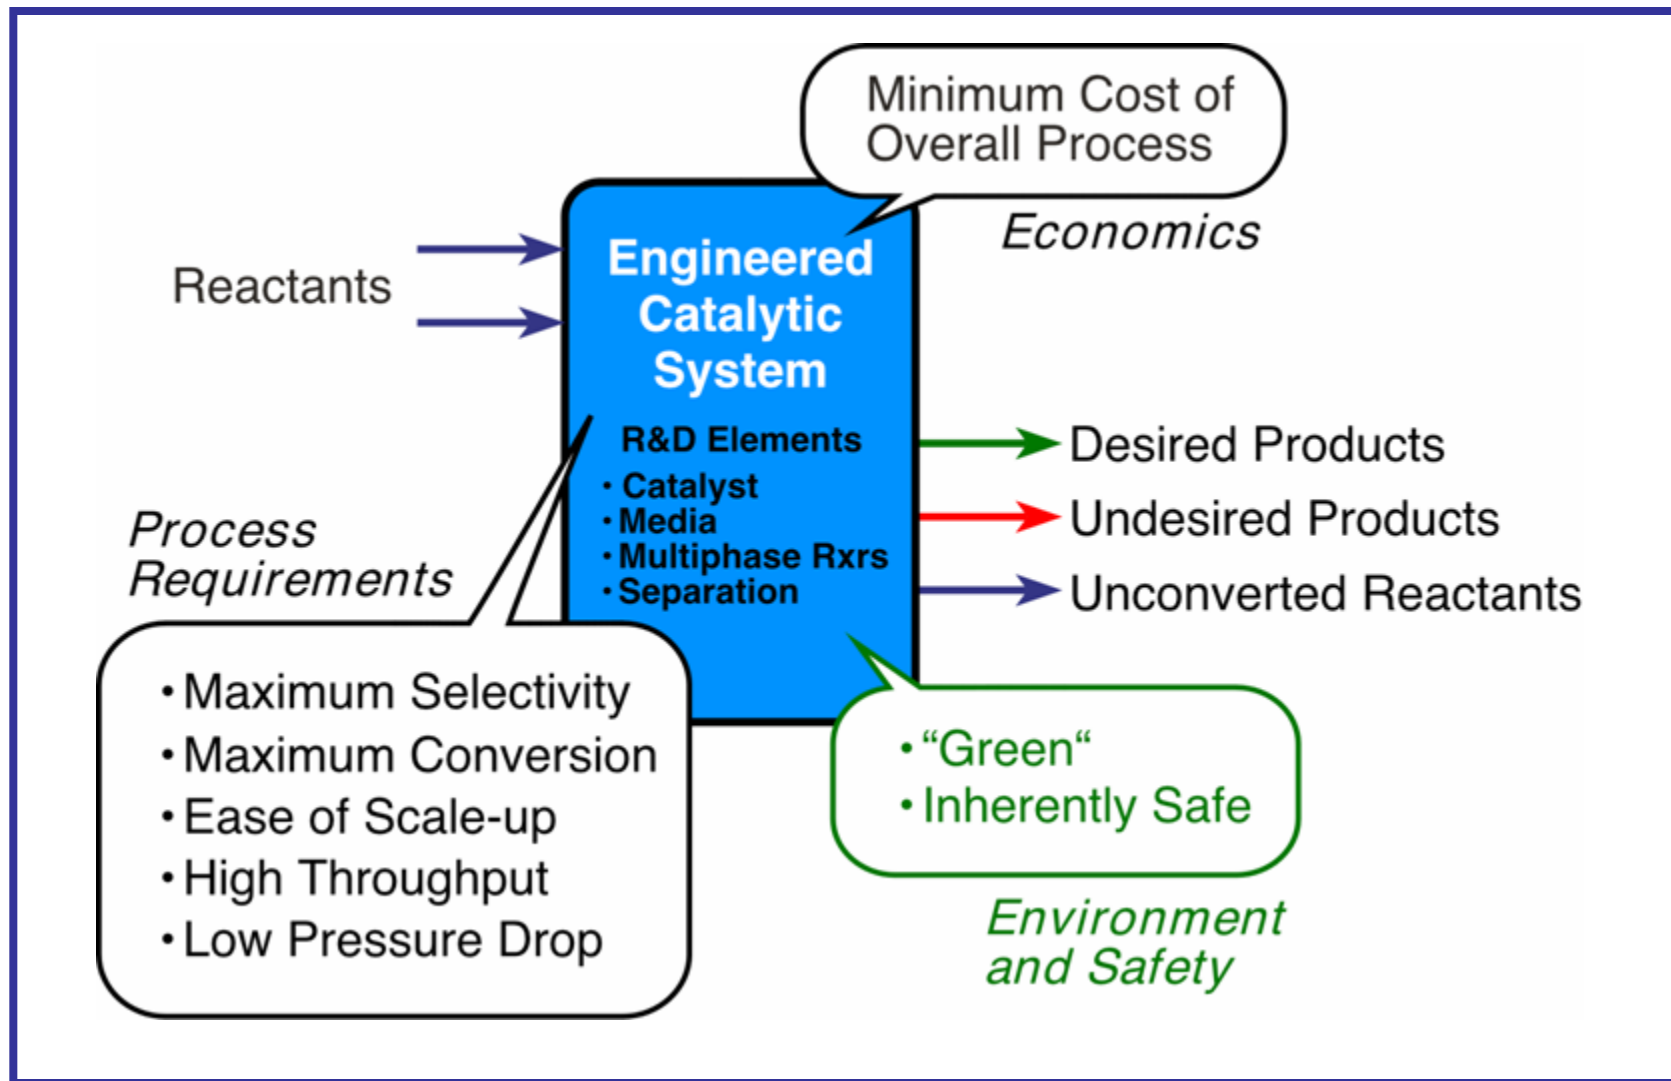 Minimum Cost of
Overall Process
Economics
Reactants
Engineered
Catalytic
System
R&D Elements
• Catalyst
• Media
• Multiphase Rxrs
• Separation
Desired Products
Undesired Products
Unconverted Reactants
Process
Requirements
• Maximum Selectivity
• Maximum Conversion
• Ease of Scale-up
• High Throughput
• Low Pressure Drop
• “Green“
• Inherently Safe
Environment
and Safety